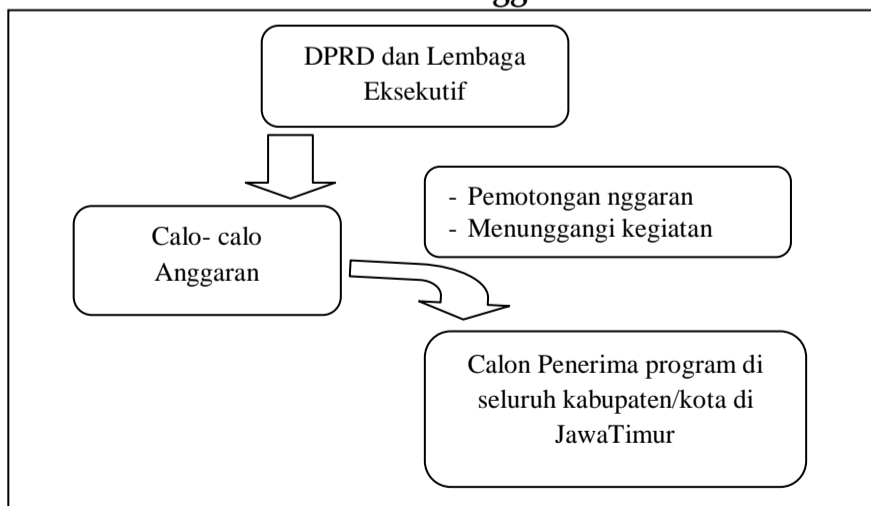 DPRD dan Lembaga
Eksekutif
- Pemotongan nggaran
- Menunggangi kegiatan
Calo- calo
Anggaran
Calon Penerima program di
seluruh kabupaten/kota di
JawaTimur